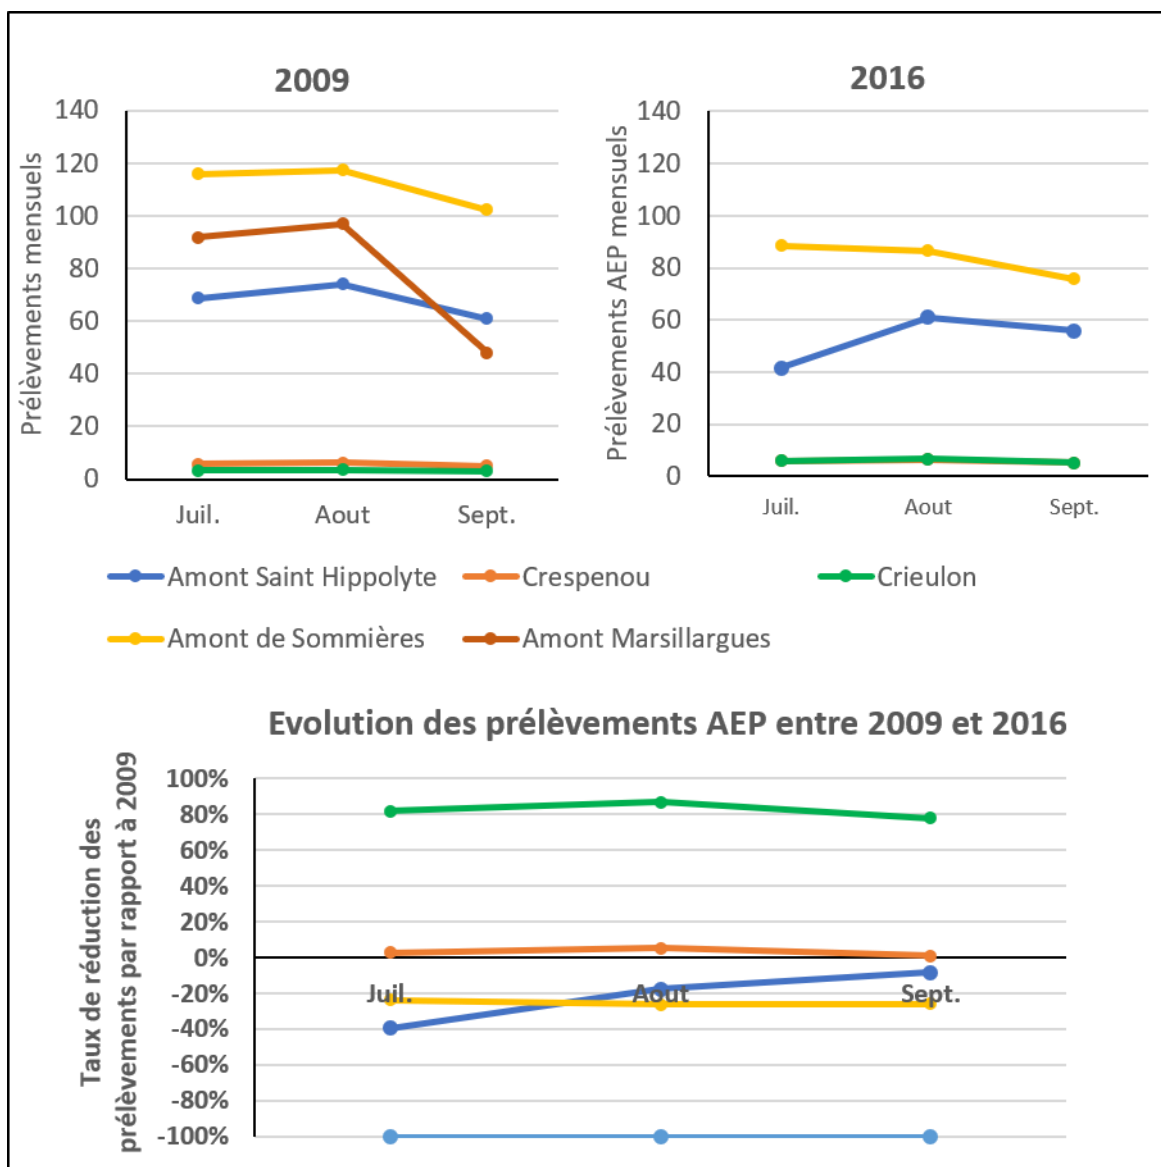 2009
Prélèvements mensuels
140
120
100
80
60
40
20
0
Juil.
Aout
Sept.
2016
Prélèvements AEP mensuels
140
120
100
80
60
40
20
0
Juil.
Aout
Sept.
Amont Saint Hippolyte
Crespenou
Crieulon
Amont de Sommières
Amont Marsillargues
Evolution des prélèvements AEP entre 2009 et 2016
Taux de réduction des
prélèvements par rapport à 2009
100%
80%
60%
40%
20%
0%
-20%
-40%
-60%
-80%
-100%
Juil.
Aout
Sept.